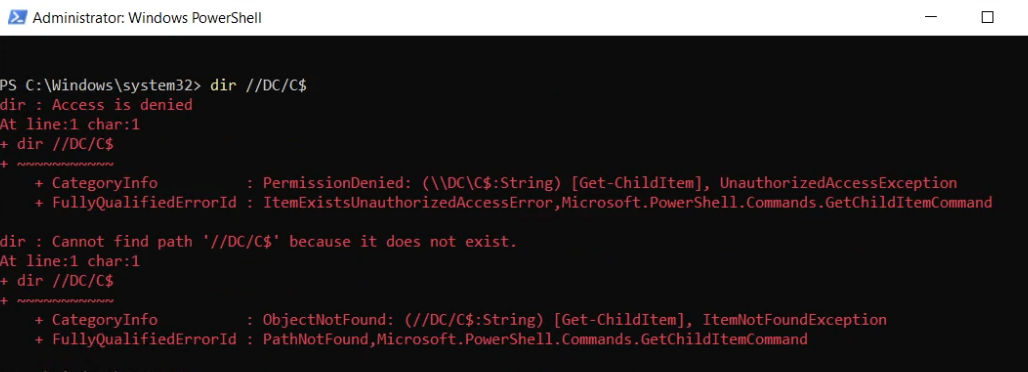 Administrator: Windows PowerShell
PS C:\Windows\system32> dir //DC/C$
dir : Access is denied
At line:1 char:1
+ dir //DC/C$
+ ~~~~~~~~~~~
    + CategoryInfo          : PermissionDenied: (\\DC\C$:String) [Get-ChildItem], UnauthorizedAccessException
    + FullyQualifiedErrorId : ItemExistsUnauthorizedAccessError,Microsoft.PowerShell.Commands.GetChildItemCommand
dir : Cannot find path '//DC/C$' because it does not exist.
At line:1 char:1
+ dir //DC/C$
+ ~~~~~~~~~~~
    + CategoryInfo          : ObjectNotFound: (//DC/C$:String) [Get-ChildItem], ItemNotFoundException
    + FullyQualifiedErrorId : PathNotFound,Microsoft.PowerShell.Commands.GetChildItemCommand